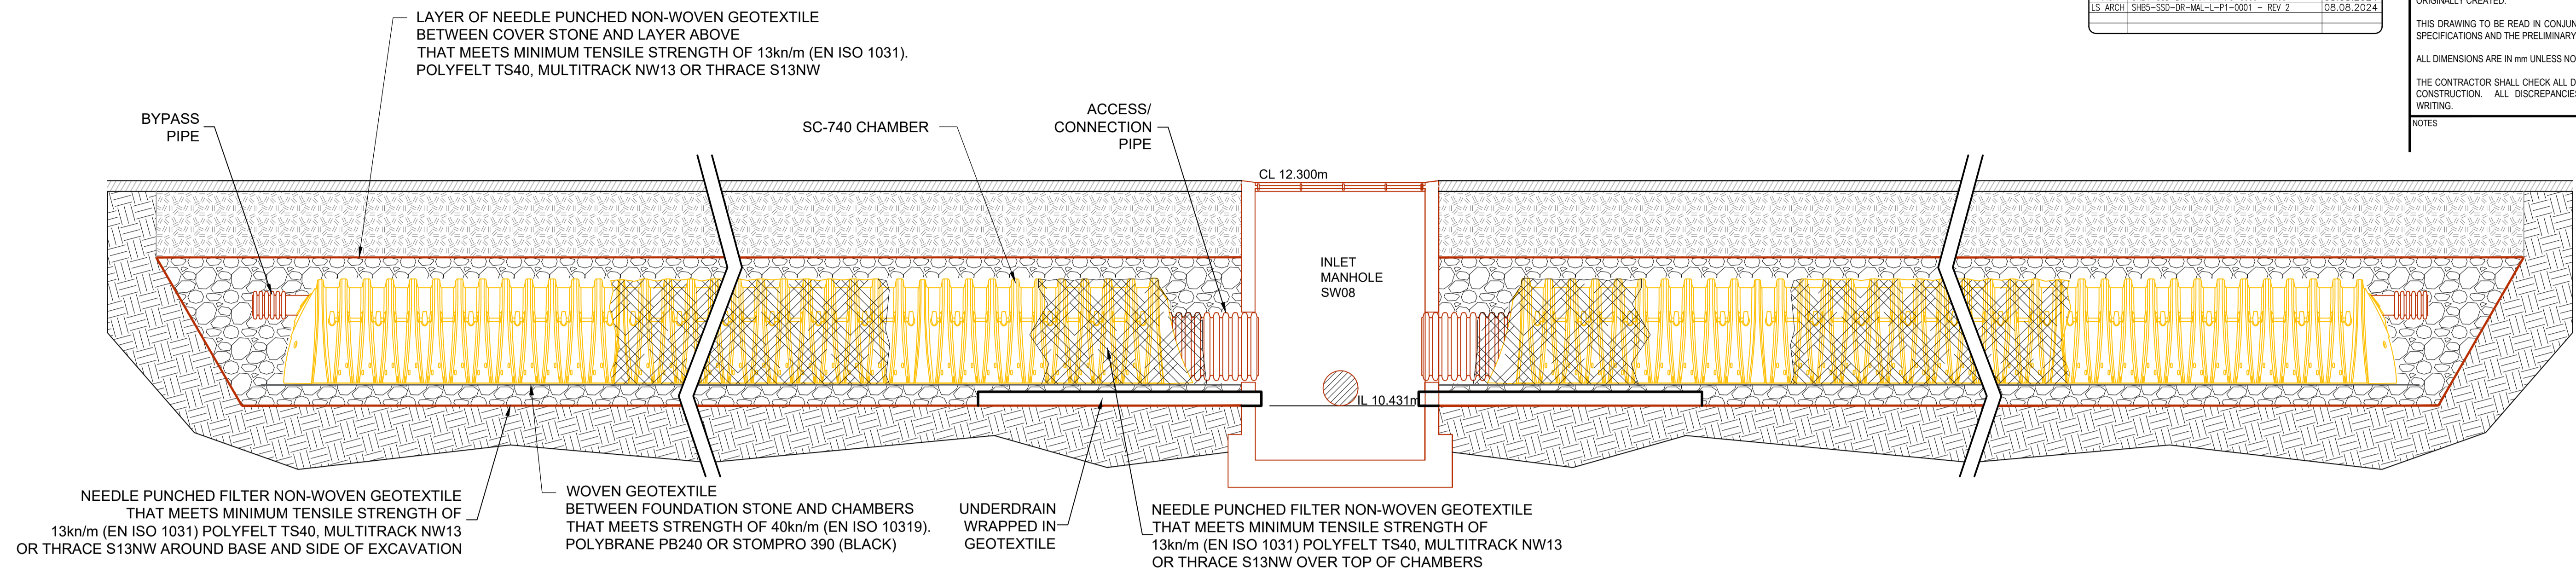 LAYER OF NEEDLE PUNCHED NON-WOVEN GEOTEXTILE
BETWEEN COVER STONE AND LAYER ABOVE
THAT MEETS MINIMUM TENSILE STRENGTH OF 13kn/m (EN ISO 1031).
POLYFELT TS40, MULTITRACK NW13 OR THRACE S13NW
LS ARCH SHB5-SSD-DR-MAL-L-P1-0001 - REV 2 08.08.2024
ORIGINALLY CREATED.
THIS DRAWING TO BE READ IN
SPECIFICATIONS AND THE PRELIMINARY
ALL DIMENSIONS ARE IN mm UNLESS
THE CONTRACTOR SHALL CHECK ALL
CONSTRUCTION. ALL
WRITING.
NOTES
BYPASS
PIPE
SC-740 CHAMBER
ACCESS/
CONNECTION
PIPE
CL 12.300m
INLET
MANHOLE
SW08
IL 10.431m
NEEDLE PUNCHED FILTER NON-WOVEN GEOTEXTILE
THAT MEETS MINIMUM TENSILE STRENGTH OF
13kn/m (EN ISO 1031) POLYFELT TS40, MULTITRACK NW13
OR THRACE S13NW AROUND BASE AND SIDE OF EXCAVATION
WOVEN GEOTEXTILE
BETWEEN FOUNDATION STONE AND CHAMBERS
THAT MEETS STRENGTH OF 40kn/m (EN ISO 10319).
POLYBRANE PB240 OR STOMPRO 390 (BLACK)
UNDERDRAIN
WRAPPED IN
GEOTEXTILE
NEEDLE PUNCHED FILTER NON-WOVEN GEOTEXTILE
THAT MEETS MINIMUM TENSILE STRENGTH OF
13kn/m (EN ISO 1031) POLYFELT TS40, MULTITRACK NW13
OR THRACE S13NW OVER TOP OF CHAMBERS